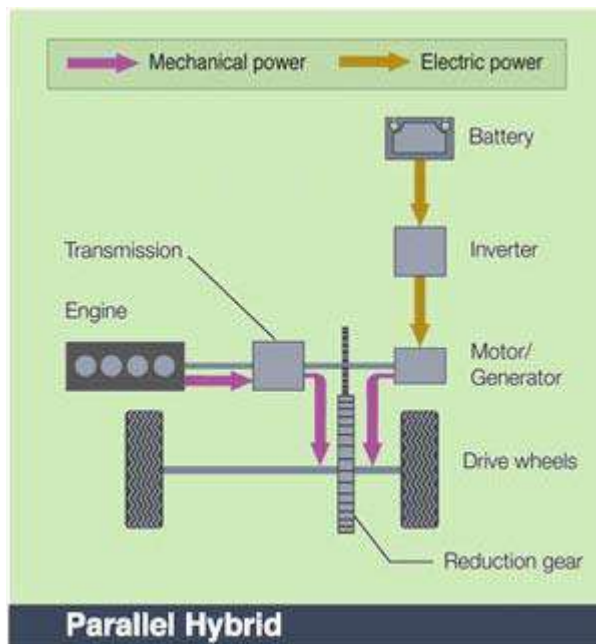 Mechanical power
Electric power
Battery
Transmission
Inverter
Engine
Motor/
Generator
Drive wheels
Reduction gear
Parallel Hybrid